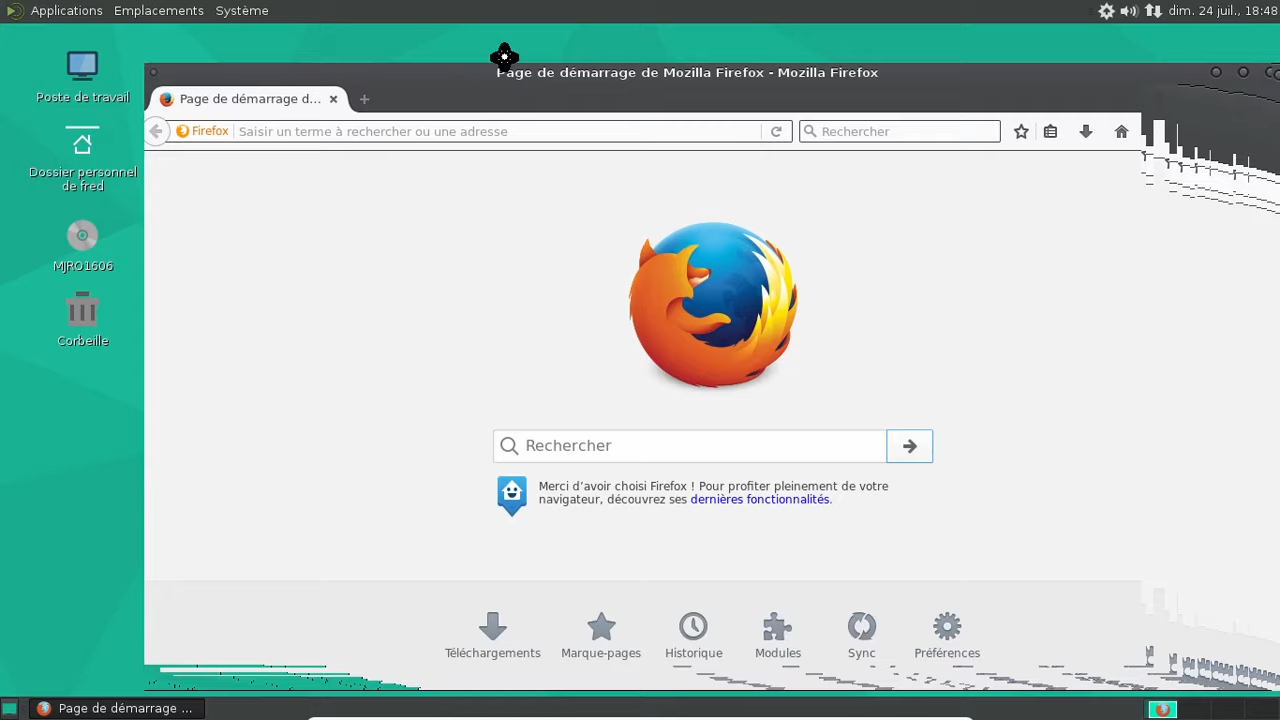 Applications Emplacements Système
dim. 24 juil., 18:48
Poste de travail
Dossier personnel
de fred
MJRO1606
Corbeille
Page de démarrage de Mozilla Firefox - Mozilla Firefox
Page de démarrage d...
Firefox
Saisir un terme à rechercher ou une adresse
Rechercher
Rechercher
Merci d’avoir choisi Firefox ! Pour profiter pleinement de votre
navigateur, découvrez ses dernières fonctionnalités.
Téléchargements Marque-pages Historique Modules Sync Préférences
Page de démarrage ...